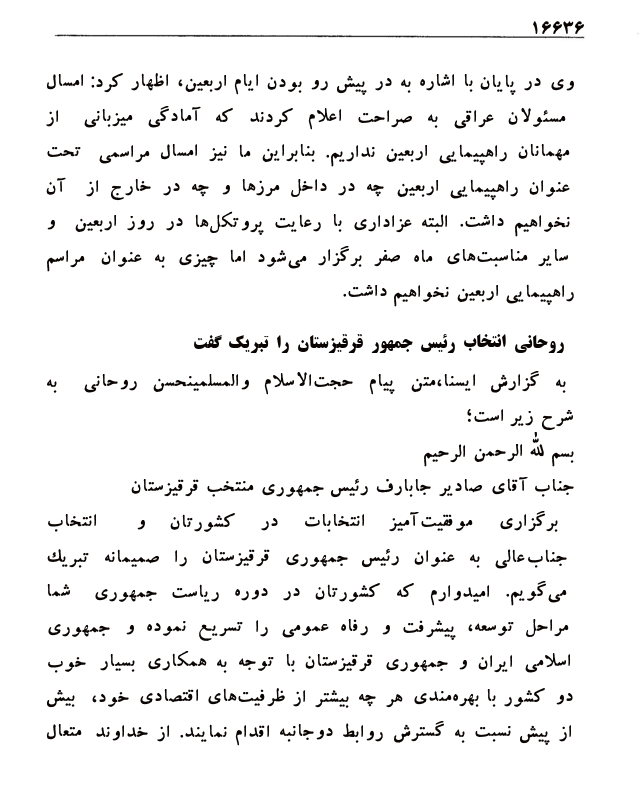 ۱۶۶۳۶
وی در پایان با اشاره به در پیش رو بودن ایام اربعین، اظهار کرد: امسال
مسئولان عراقی به صراحت اعلام کردند که آمادگی میزبانی از
مهمانان راهپیمایی اربعین نداریم. بنابراین ما نیز امسال مراسمی تحت
عنوان راهپیمایی اربعین چه در داخل مرزها و چه در خارج از آن
نخواهیم داشت. البته عزاداری با رعایت پروتکل‌ها در روز اربعین و
سایر مناسبت‌های ماه صفر برگزار می‌شود اما چیزی به عنوان مراسم
راهپیمایی اربعین نخواهیم داشت.
روحانی انتخاب رئیس جمهور قرقیزستان را تبریک گفت
به گزارش ایسنا،متن پیام حجت‌الاسلام والمسلمینحسن روحانی به
شرح زیر است؛
بسم لله الرحمن الرحیم
جناب آقای صادیر جابارف رئیس جمهوری منتخب قرقیزستان
برگزاری موفقیت‌آمیز انتخابات در کشورتان و انتخاب
جناب‌عالی به عنوان رئیس جمهوری قرقیزستان را صمیمانه تبریك
می‌گویم. امیدوارم که کشورتان در دوره ریاست جمهوری شما
مراحل توسعه، پیشرفت و رفاه عمومی را تسریع نموده و جمهوری
اسلامی ایران و جمهوری قرقیزستان با توجه به همکاری بسیار خوب
دو کشور با بهره‌مندی هر چه بیشتر از ظرفیت‌های اقتصادی خود، بیش
از پیش نسبت به گسترش روابط دوجانبه اقدام نمایند. از خداوند متعال